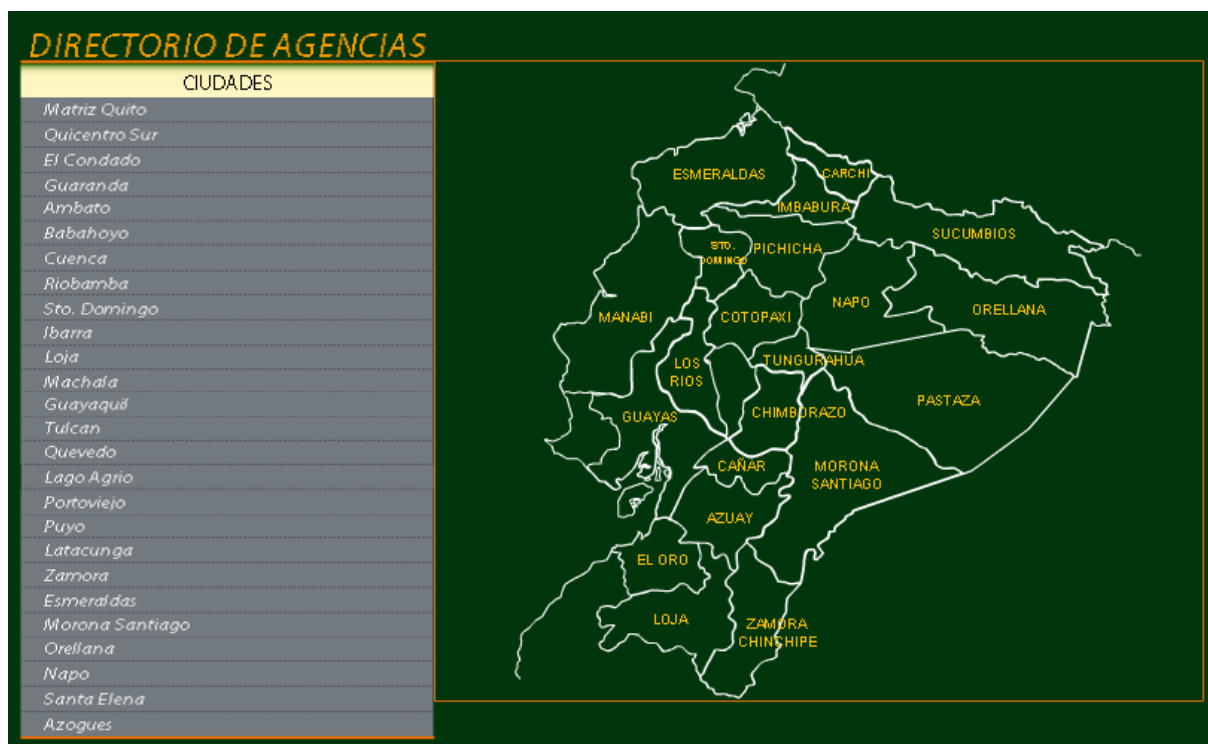 DIRECTORIO DE AGENCIAS
CIUDADES
Matriz Quito
Quicentro Sur
El Condado
Guaranda
Ambato
Babahoyo
Cuenca
Riobamba
Sto. Domingo
Ibarra
Loja
Machala
Guayaquil
Tulcan
Quevedo
Lago Agrio
Portoviejo
Puyo
Latacunga
Zamora
Esmeraldas
Morona Santiago
Orellana
Napo
Santa Elena
Azogues
ESMERALDAS
CARCHI
IMBABURA
SUCUMBIOS
STO.
DOMINGO
PICHICHA
NAPO
ORELLANA
MANABI
COTOPAXI
LOS
RIOS
TUNGURAHUA
PASTAZA
GUAYAS
CHIMBORAZO
CAÑAR
MORONA
SANTIAGO
AZUAY
EL ORO
LOJA
ZAMORA
CHINCHIPE